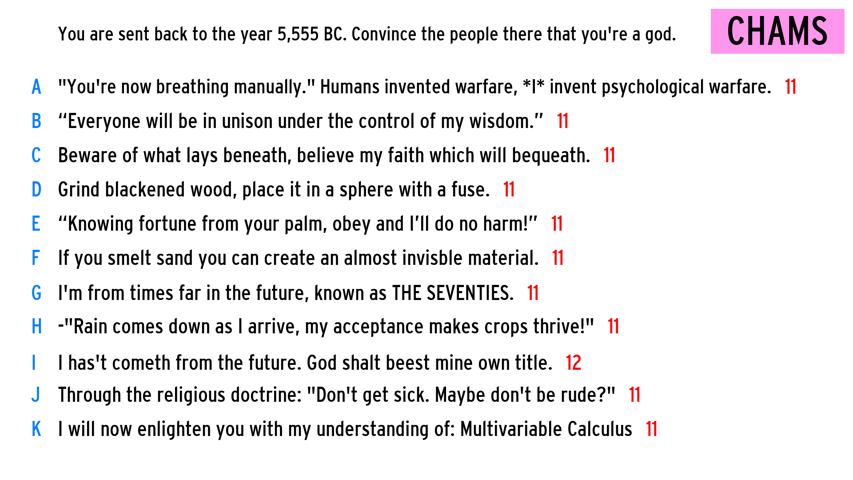 You are sent back to the year 5,555 BC. Convince the people there that you're a god.
CHAMS
A "You're now breathing manually." Humans invented warfare, *I* invent psychological warfare. 11
B “Everyone will be in unison under the control of my wisdom.” 11
C Beware of what lays beneath, believe my faith which will bequeath. 11
D Grind blackened wood, place it in a sphere with a fuse. 11
E “Knowing fortune from your palm, obey and I’ll do no harm!” 11
F If you smelt sand you can create an almost invisble material. 11
G I'm from times far in the future, known as THE SEVENTIES. 11
H -"Rain comes down as I arrive, my acceptance makes crops thrive!" 11
I I has't cometh from the future. God shalt beest mine own title. 12
J Through the religious doctrine: "Don't get sick. Maybe don't be rude?" 11
K I will now enlighten you with my understanding of: Multivariable Calculus 11